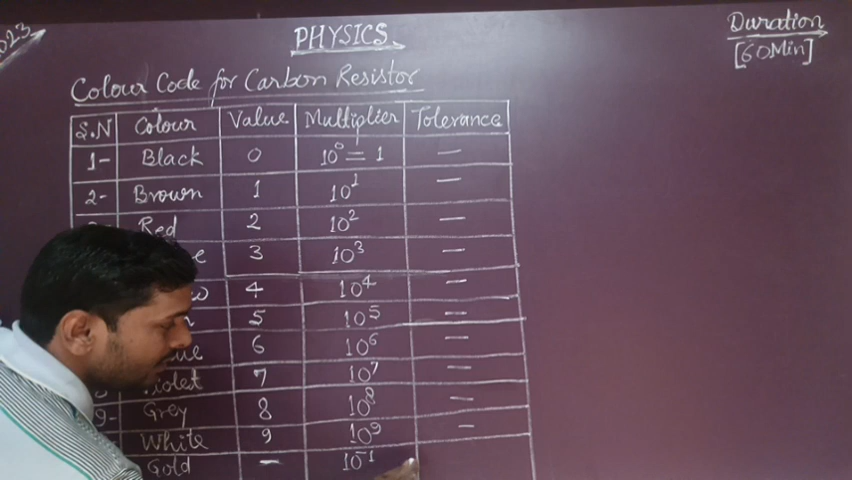 023
PHYSICS
Duration
[60Min]
Colour Code for Carbon Resistor
S.N Colour Value Multiplier Tolerance
1- Black 0 10⁰ = 1 —
2- Brown 1 10¹ —
Red 2 10² —
3 10³ —
4 10⁴ —
5 10⁵ —
6 10⁶ —
Violet 7 10⁷ —
9- Grey 8 10⁸ —
White 9 10⁹ —
Gold — 10⁻¹